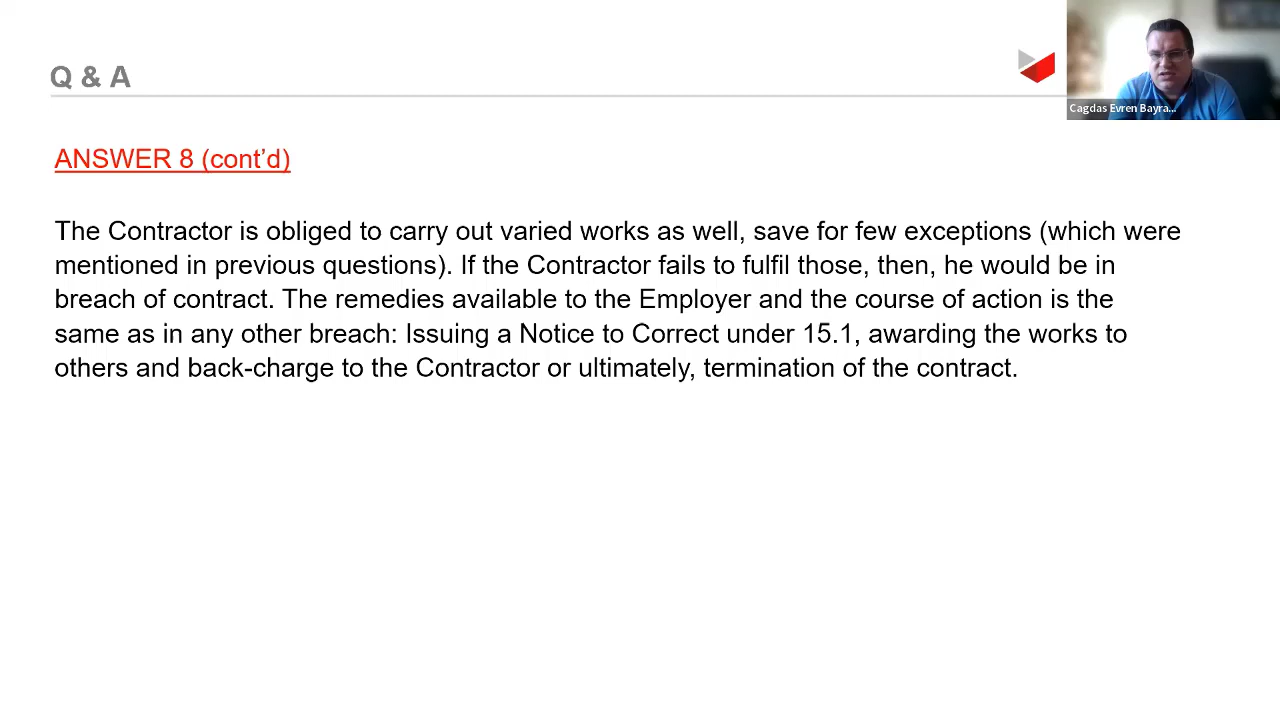 Q & A
Cagdas Evren Bayra...
ANSWER 8 (cont’d)
The Contractor is obliged to carry out varied works as well, save for few exceptions (which were
mentioned in previous questions). If the Contractor fails to fulfil those, then, he would be in
breach of contract. The remedies available to the Employer and the course of action is the
same as in any other breach: Issuing a Notice to Correct under 15.1, awarding the works to
others and back-charge to the Contractor or ultimately, termination of the contract.